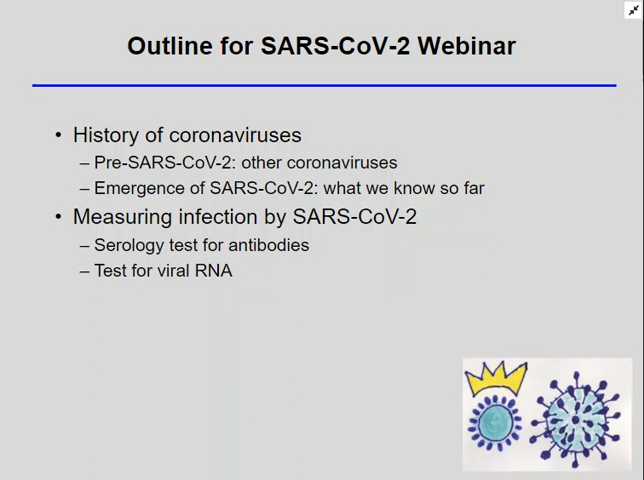 Outline for SARS-CoV-2 Webinar
• History of coronaviruses
– Pre-SARS-CoV-2: other coronaviruses
– Emergence of SARS-CoV-2: what we know so far
• Measuring infection by SARS-CoV-2
– Serology test for antibodies
– Test for viral RNA